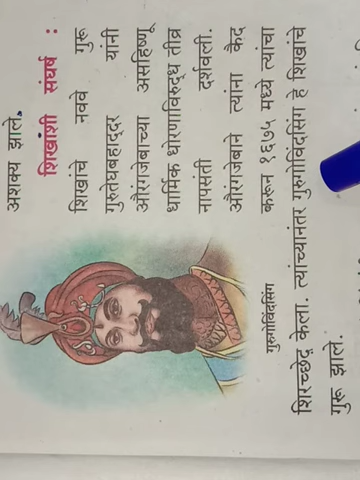 अशक्य झाले.
शिखांशी संघर्ष :
शिखांचे नववे गुरू
गुरुतेघबहाद्दर यांनी
औरंगजेबाच्या असहिष्णू
धार्मिक धोरणाविरुद्ध तीव्र
नापसंती दर्शवली.
औरंगजेबाने त्यांना कैद
करून १६७५ मध्ये त्यांचा
गुरुगोविंदसिंग
शिरच्छेद केला. त्यांच्यानंतर गुरुगोविंदसिंग हे शिखांचे
गुरू झाले.